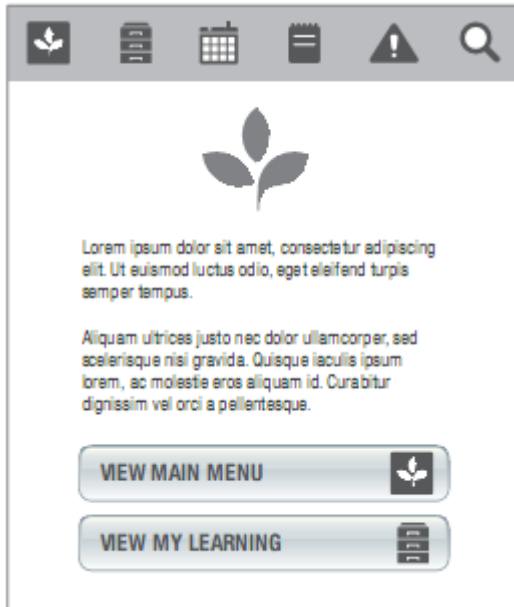 Lorem ipsum dolor sit amet, consectetur adipiscing
elit. Ut euismod luctus odio, eget eleifend turpis
semper tempus.
Aliquam ultrices justo nec dolor ullamcorper, sed
scelerisque nisi gravida. Quisque iaculis ipsum
lorem, ac molestie eros aliquam id. Curabitur
dignissim vel orci a pellentesque.
VIEW MAIN MENU
VIEW MY LEARNING